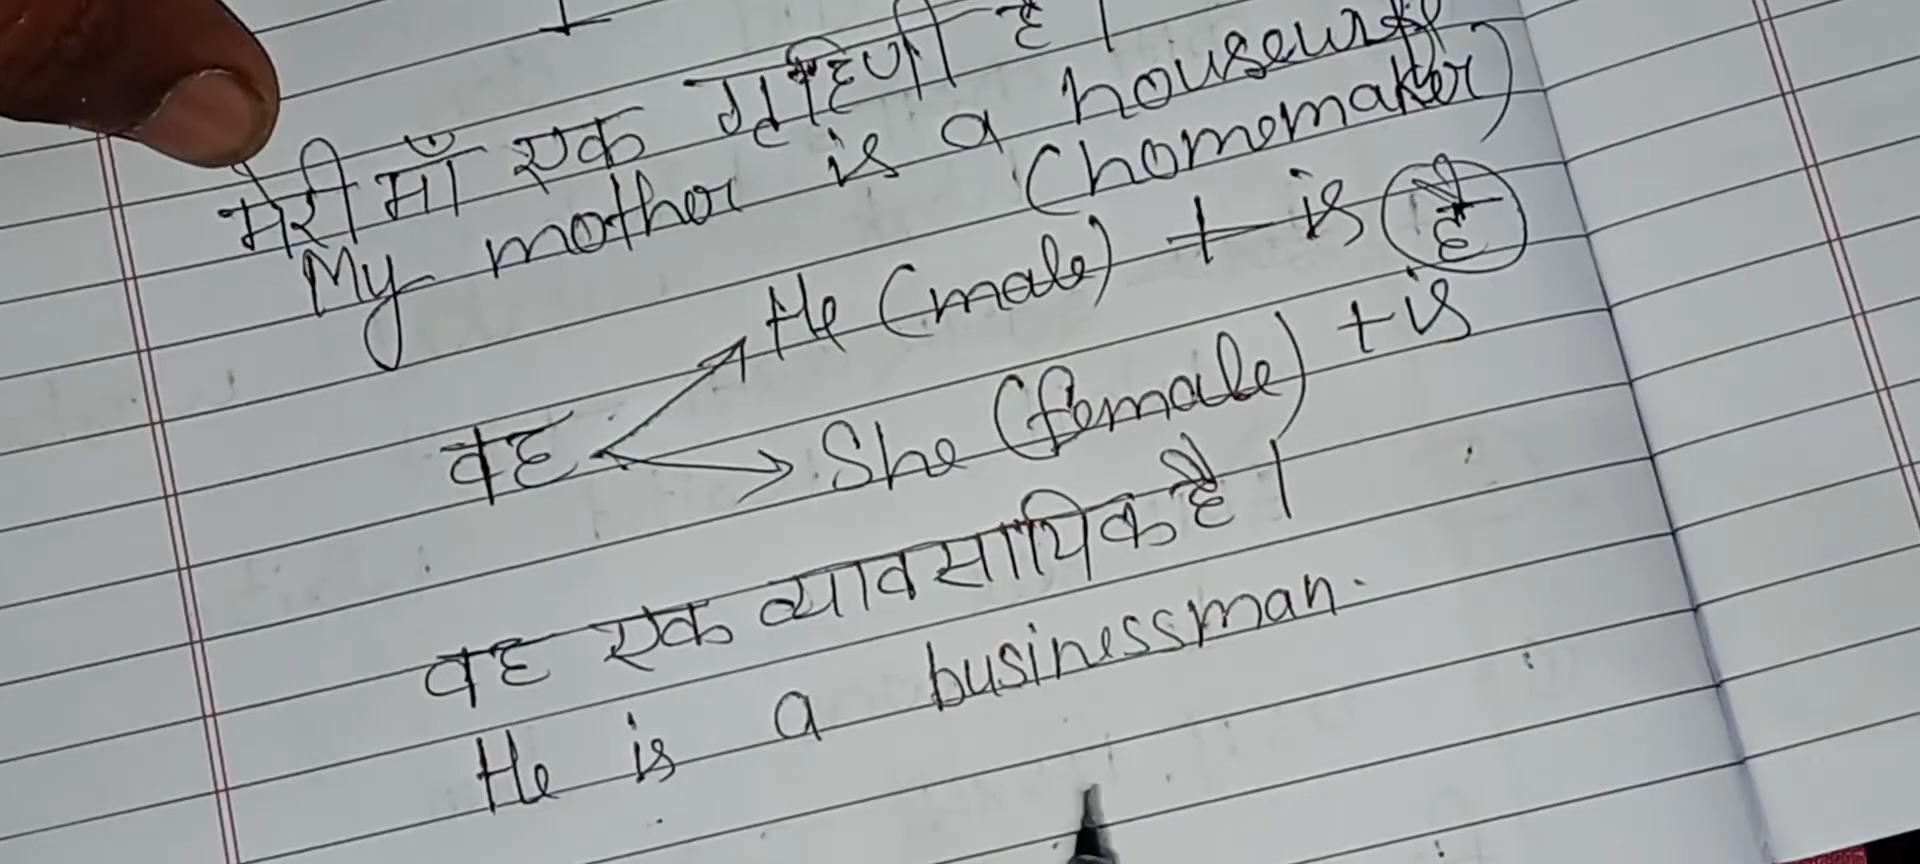 मेरी माँ एक गृहिणी है ।
My mother is a housewife
(homemaker)
He (male) + is है
वह
She (female) + is
वह एक व्यावसायिक है ।
He is a businessman.